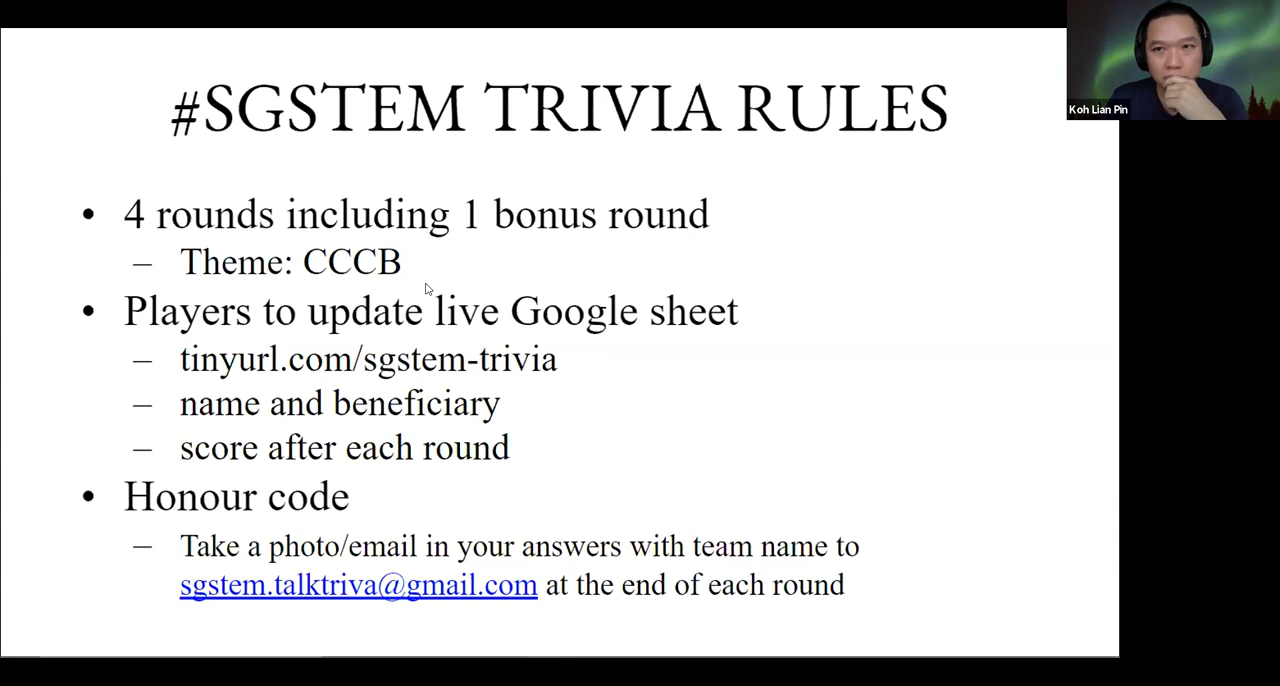 #SGSTEM TRIVIA RULES
Koh Lian Pin
• 4 rounds including 1 bonus round
– Theme: CCCB
• Players to update live Google sheet
– tinyurl.com/sgstem-trivia
– name and beneficiary
– score after each round
• Honour code
– Take a photo/email in your answers with team name to
sgstem.talktriva@gmail.com at the end of each round